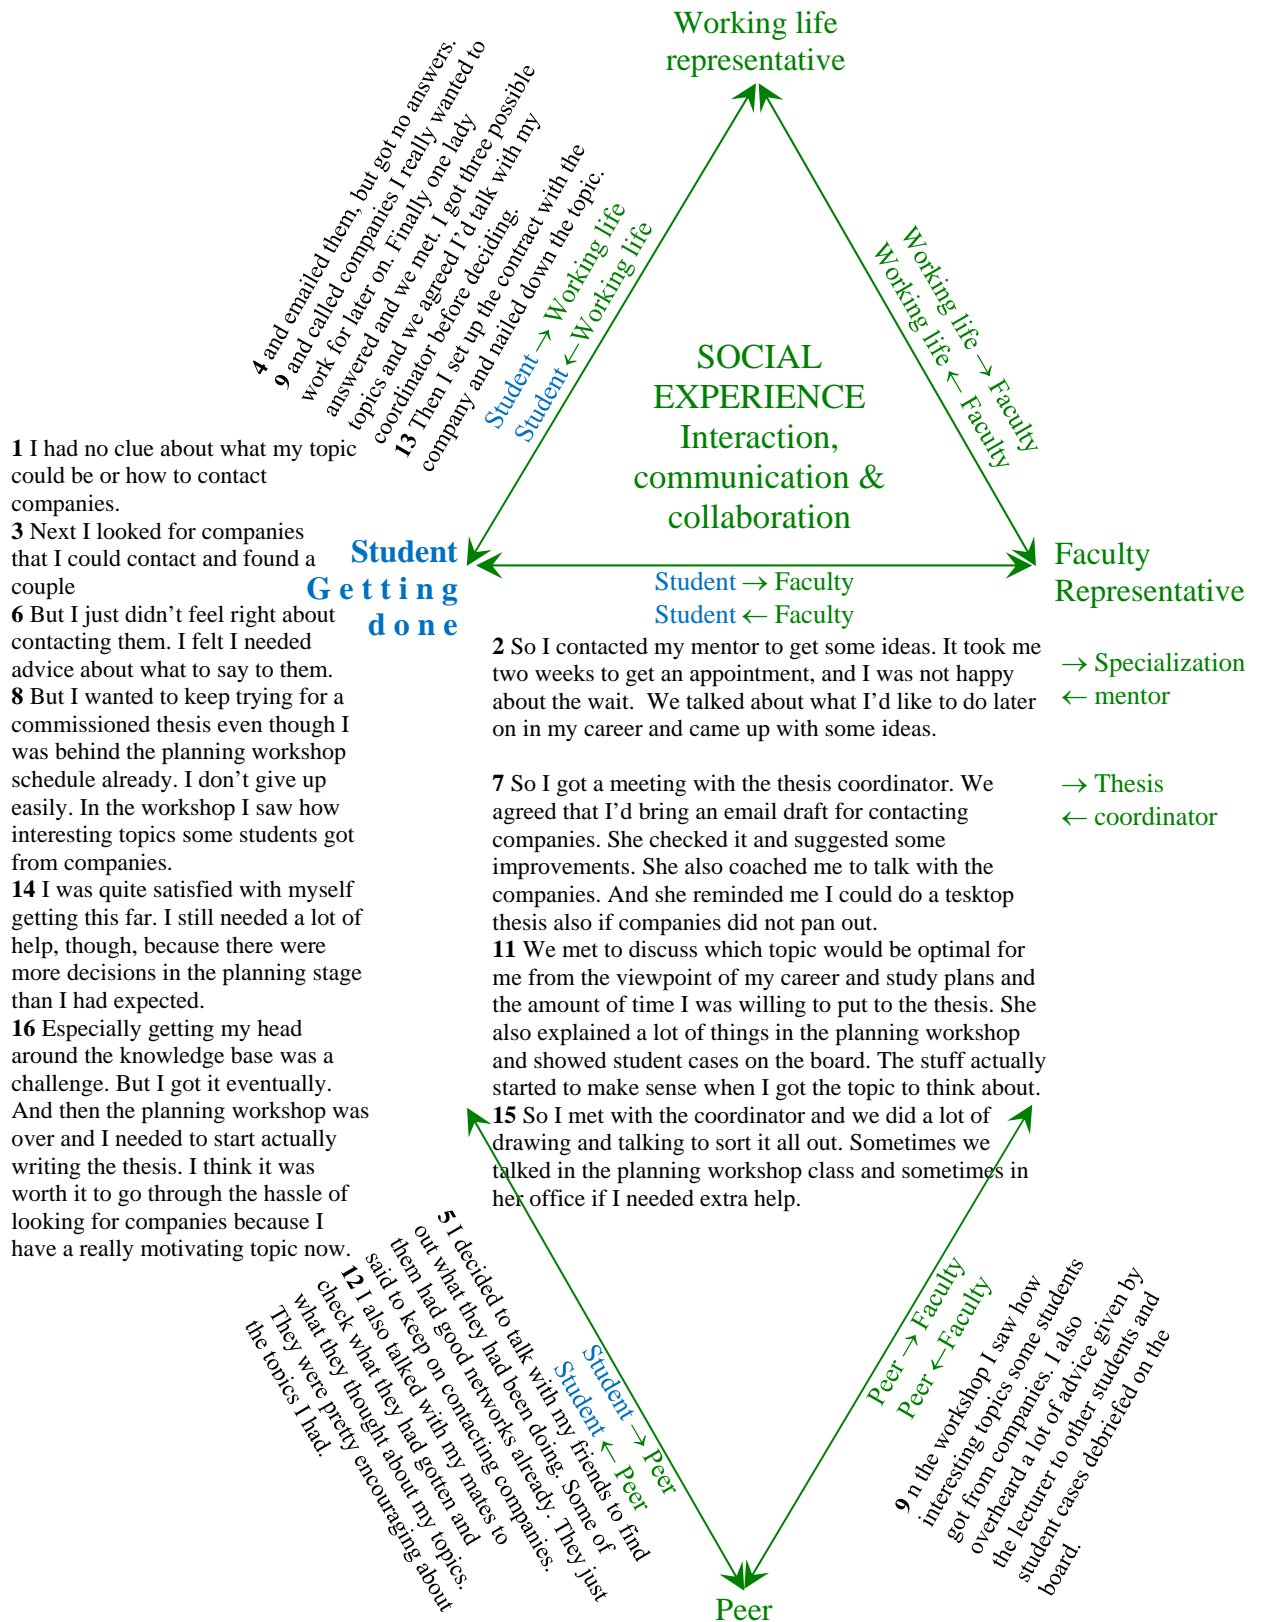 Working life
representative
4 and emailed them, but got no answers.
9 and called companies I really wanted to
work for later on. Finally one lady
answered and we met. I got three possible
topics and we agreed I’d talk with my
coordinator before deciding.
13 Then I set up the contract with the
company and nailed down the topic.
Student → Working life
Student ← Working life
Working life → Faculty
Working life ← Faculty
SOCIAL
EXPERIENCE
Interaction,
communication &
collaboration
1 I had no clue about what my topic
could be or how to contact
companies.
3 Next I looked for companies
that I could contact and found a
couple
6 But I just didn’t feel right about
contacting them. I felt I needed
advice about what to say to them.
8 But I wanted to keep trying for a
commissioned thesis even though I
was behind the planning workshop
schedule already. I don’t give up
easily. In the workshop I saw how
interesting topics some students got
from companies.
14 I was quite satisfied with myself
getting this far. I still needed a lot of
help, though, because there were
more decisions in the planning stage
than I had expected.
16 Especially getting my head
around the knowledge base was a
challenge. But I got it eventually.
And then the planning workshop was
over and I needed to start actually
writing the thesis. I think it was
worth it to go through the hassle of
looking for companies because I
have a really motivating topic now.
Student
Getting
done
Student → Faculty
Student ← Faculty
Faculty
Representative
2 So I contacted my mentor to get some ideas. It took me
two weeks to get an appointment, and I was not happy
about the wait. We talked about what I’d like to do later
on in my career and came up with some ideas.
→ Specialization
← mentor
7 So I got a meeting with the thesis coordinator. We
agreed that I’d bring an email draft for contacting
companies. She checked it and suggested some
improvements. She also coached me to talk with the
companies. And she reminded me I could do a tesktop
thesis also if companies did not pan out.
→ Thesis
← coordinator
11 We met to discuss which topic would be optimal for
me from the viewpoint of my career and study plans and
the amount of time I was willing to put to the thesis. She
also explained a lot of things in the planning workshop
and showed student cases on the board. The stuff actually
started to make sense when I got the topic to think about.
15 So I met with the coordinator and we did a lot of
drawing and talking to sort it all out. Sometimes we
talked in the planning workshop class and sometimes in
her office if I needed extra help.
5 I decided to talk with my friends to find
out what they had been doing. Some of
them had good networks already. They just
said to keep on contacting companies.
12 I also talked with my mates to
check what they had gotten and
what they thought about my topics.
They were pretty encouraging about
the topics I had.
Student → Peer
Student ← Peer
Peer → Faculty
Peer ←Faculty
9 n the workshop I saw how
interesting topics some students
got from companies. I also
overheard a lot of advice given by
the lecturer to other students and
student cases debriefed on the
board.
Peer